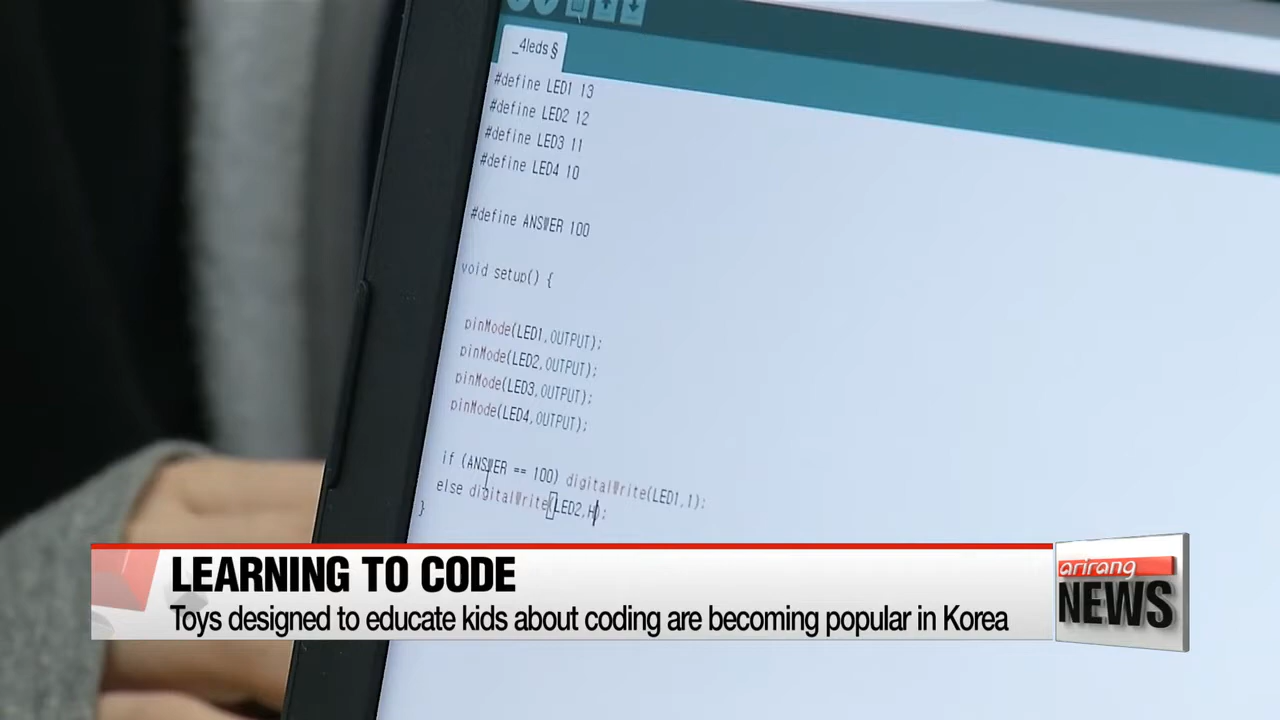 _4leds §
#define LED1 13
#define LED2 12
#define LED3 11
#define LED4 10
#define ANSWER 100
void setup() {
pinMode(LED1,OUTPUT);
pinMode(LED2,OUTPUT);
pinMode(LED3,OUTPUT);
pinMode(LED4,OUTPUT);
if (ANSWER == 100) digitalWrite(LED1,1);
else digitalWrite(LED2,H);
}
LEARNING TO CODE
Toys designed to educate kids about coding are becoming popular in Korea
arirang
NEWS